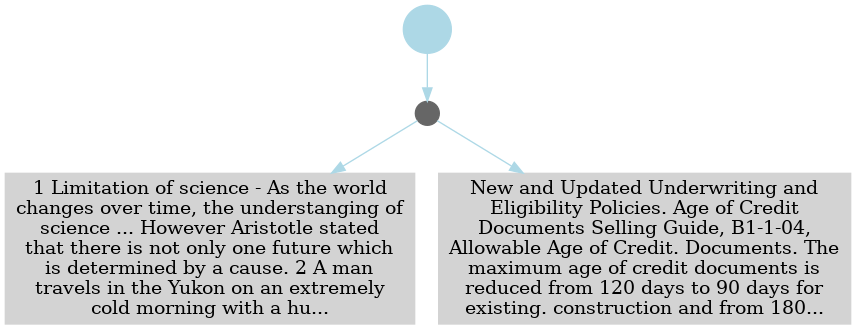 1 Limitation of science - As the world
changes over time, the understanging of
science ... However Aristotle stated
that there is not only one future which
is determined by a cause. 2 A man
travels in the Yukon on an extremely
cold morning with a hu...
New and Updated Underwriting and
Eligibility Policies. Age of Credit
Documents Selling Guide, B1-1-04,
Allowable Age of Credit. Documents. The
maximum age of credit documents is
reduced from 120 days to 90 days for
existing. construction and from 180...